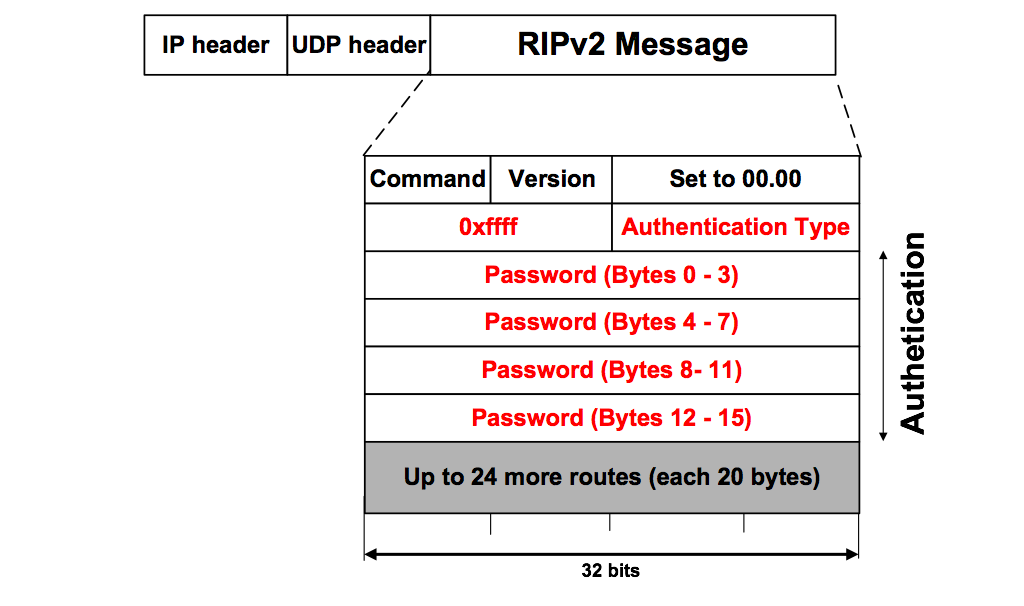 IP header UDP header RIPv2 Message
Command Version Set to 00.00
0xffff Authentication Type
Password (Bytes 0 - 3)
Password (Bytes 4 - 7)
Password (Bytes 8- 11)
Password (Bytes 12 - 15)
Authetication
Up to 24 more routes (each 20 bytes)
32 bits